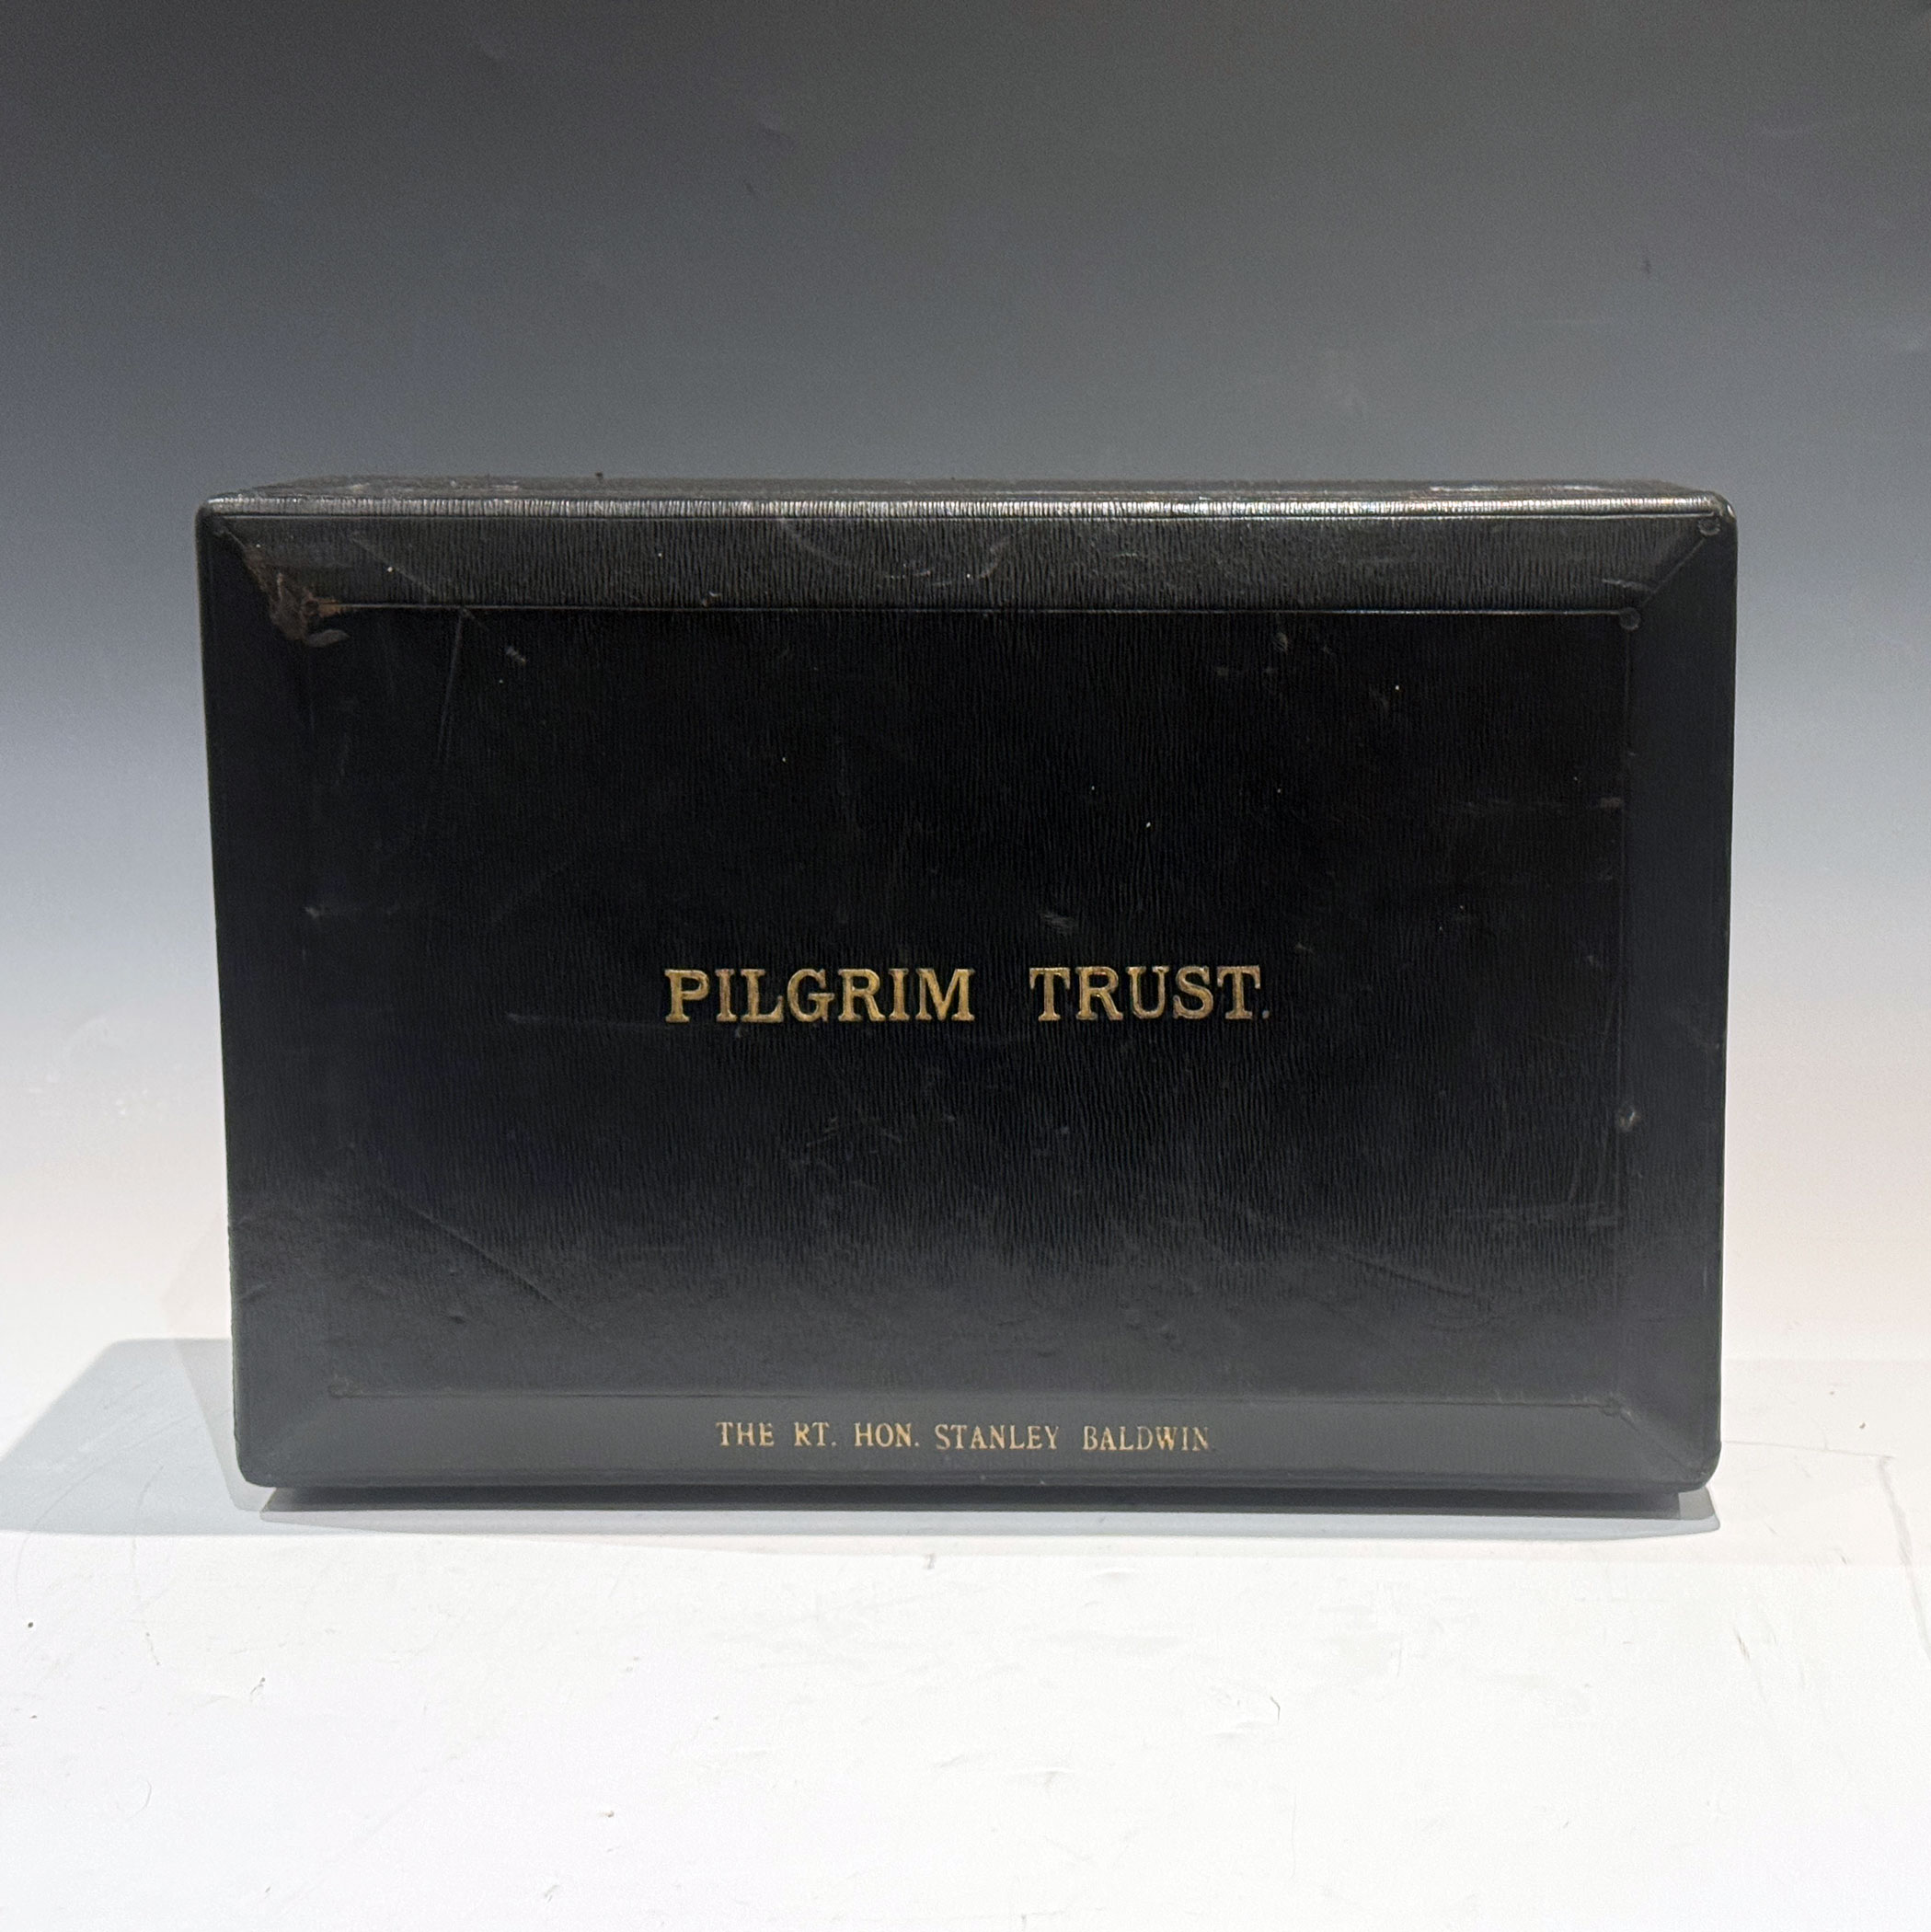 PILGRIM TRUST.
THE RT. HON. STANLEY BALDWIN.